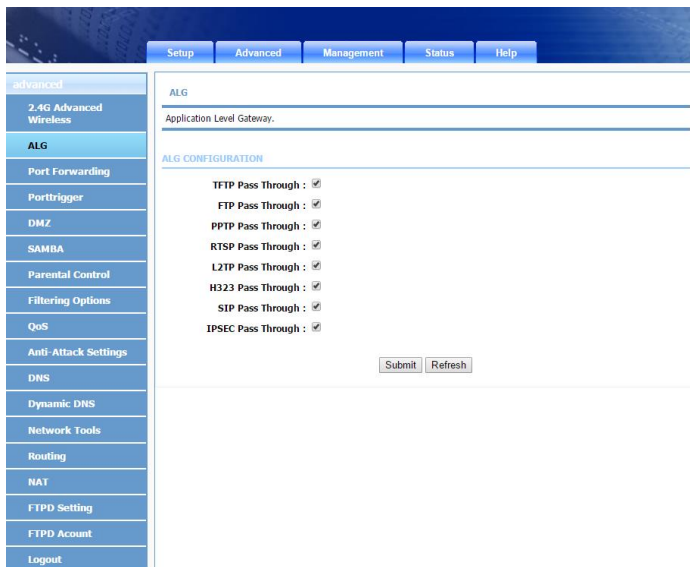 Setup Advanced Management Status Help
advanced
2.4G Advanced
Wireless
ALG
Port Forwarding
Porttrigger
DMZ
SAMBA
Parental Control
Filtering Options
QoS
Anti-Attack Settings
DNS
Dynamic DNS
Network Tools
Routing
NAT
FTPD Setting
FTPD Acount
Logout
ALG
Application Level Gateway.
ALG CONFIGURATION
TFTP Pass Through :
FTP Pass Through :
PPTP Pass Through :
RTSP Pass Through :
L2TP Pass Through :
H323 Pass Through :
SIP Pass Through :
IPSEC Pass Through :
Submit Refresh